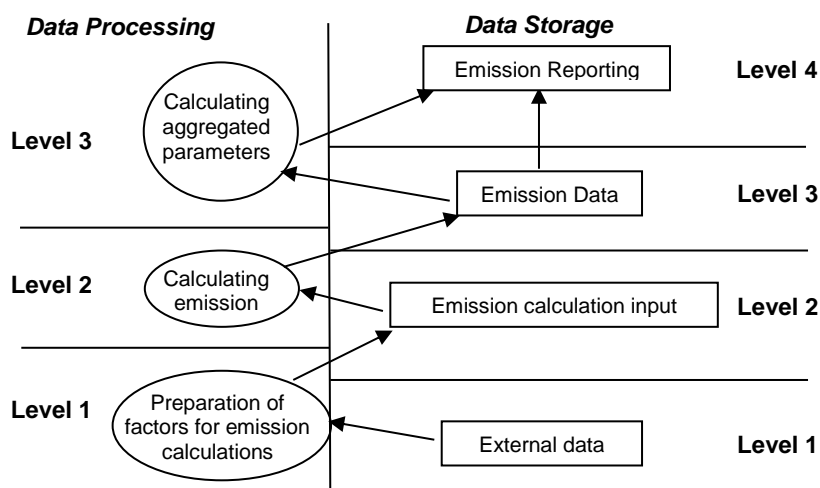 Data Processing
Data Storage
Emission Reporting
Level 4
Calculating
aggregated
parameters
Level 3
Emission Data
Level 3
Calculating
emission
Level 2
Emission calculation input
Level 2
Level 1
Preparation of
factors for emission
calculations
External data
Level 1